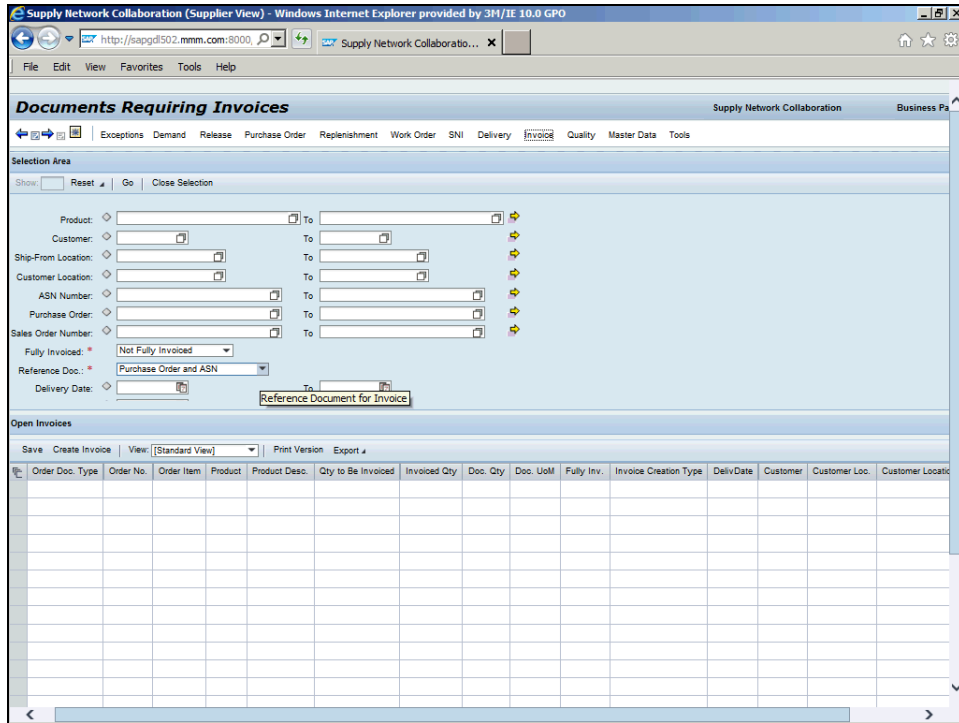 Supply Network Collaboration (Supplier View) - Windows Internet Explorer provided by 3M/IE 10.0 GPO
http://sapgdl502.mmm.com:8000, Supply Network Collaboratio...
File Edit View Favorites Tools Help
Documents Requiring Invoices Supply Network Collaboration Business Pa
Exceptions Demand Release Purchase Order Replenishment Work Order SNI Delivery Invoice Quality Master Data Tools
Selection Area
Show: Reset Go Close Selection
Product: To
Customer: To
Ship-From Location: To
Customer Location: To
ASN Number: To
Purchase Order: To
Sales Order Number: To
Fully Invoiced: * Not Fully Invoiced
Reference Doc.: * Purchase Order and ASN
Delivery Date: To
Reference Document for Invoice
Open Invoices
Save Create Invoice View: [Standard View] Print Version Export
Order Doc. Type Order No. Order Item Product Product Desc. Qty to Be Invoiced Invoiced Qty Doc. Qty Doc. UoM Fully Inv. Invoice Creation Type DelivDate Customer Customer Loc. Customer Locatio